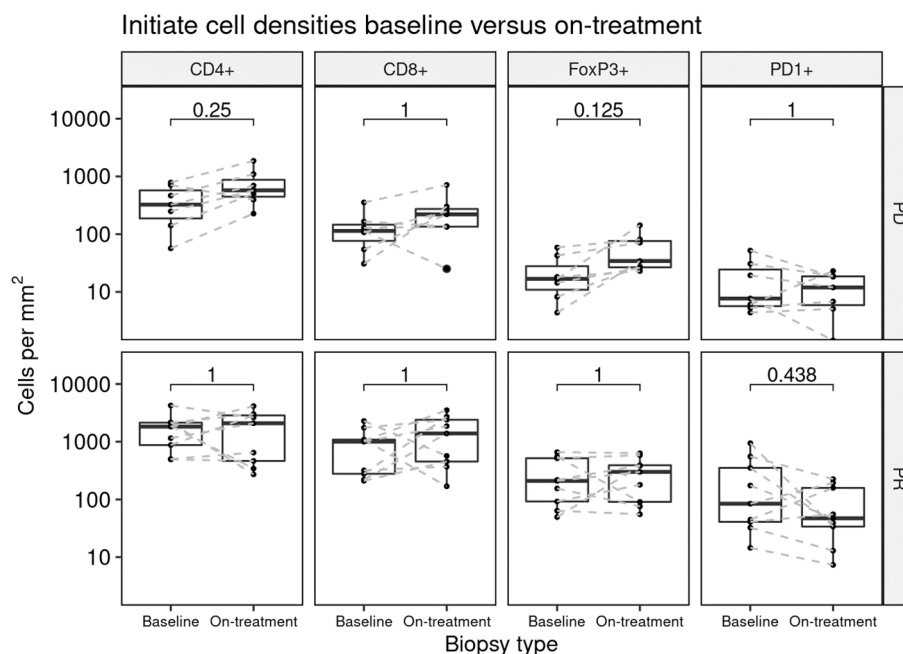 Initiate cell densities baseline versus on-treatment
CD4+ CD8+ FoxP3+ PD1+
0.25 1 0.125 1
10000
1000
100
10
PD
Cells per mm²
1 1 1 0.438
10000
1000
100
10
PR
Baseline On-treatment Baseline On-treatment Baseline On-treatment Baseline On-treatment
Biopsy type